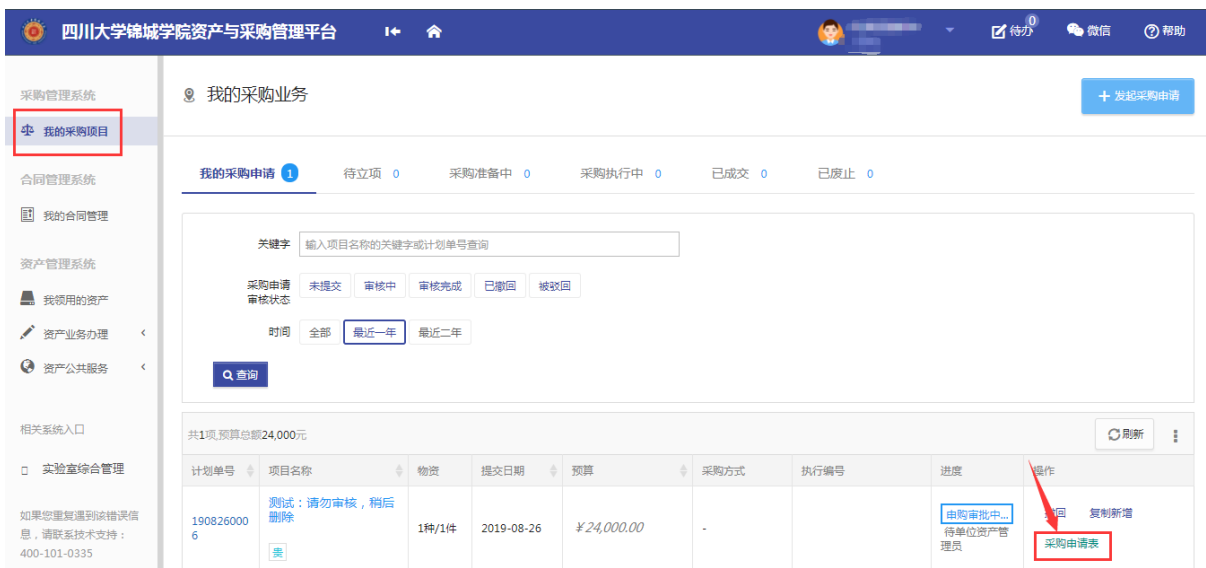 四川大学锦城学院资产与采购管理平台
待办 0
微信
帮助
采购管理系统
我的采购项目
合同管理系统
我的合同管理
资产管理系统
我领用的资产
资产业务办理
资产公共服务
相关系统入口
实验室综合管理
如果您重复遇到该错误信
息，请联系技术支持：
400-101-0335
我的采购业务
发起采购申请
我的采购申请 1 待立项 0 采购准备中 0 采购执行中 0 已成交 0 已废止 0
关键字 输入项目名称的关键字或计划单号查询
采购申请
审核状态
未提交 审核中 审核完成 已撤回 被驳回
时间 全部 最近一年 最近二年
查询
共1项,预算总额24,000元
刷新
计划单号 项目名称 物资 提交日期 预算 采购方式 执行编号 进度 操作
190826000
6
测试：请勿审核，稍后
删除
1种/1件 2019-08-26 ￥24,000.00 -
申购审批中...
待单位资产管
理员
回 复制新增
采购申请表